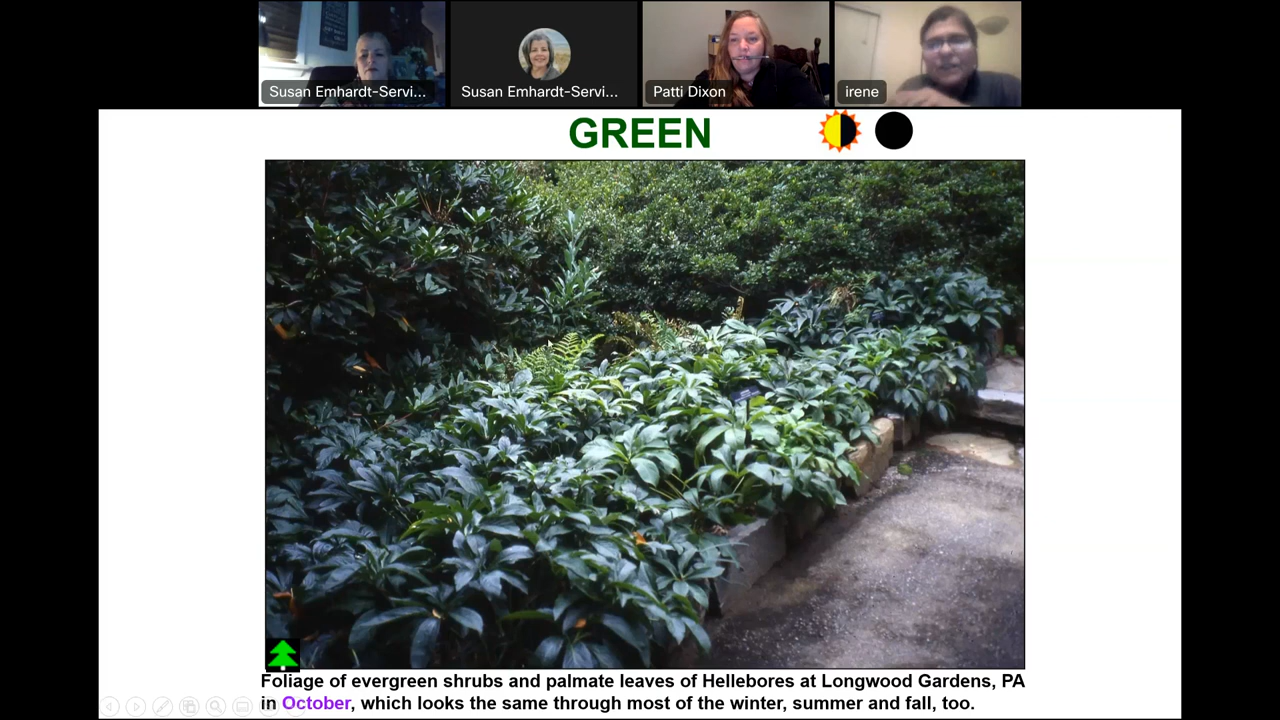 Susan Emhardt-Servi...
Susan Emhardt-Servi...
Patti Dixon
irene
GREEN
Foliage of evergreen shrubs and palmate leaves of Hellebores at Longwood Gardens, PA
in October, which looks the same through most of the winter, summer and fall, too.